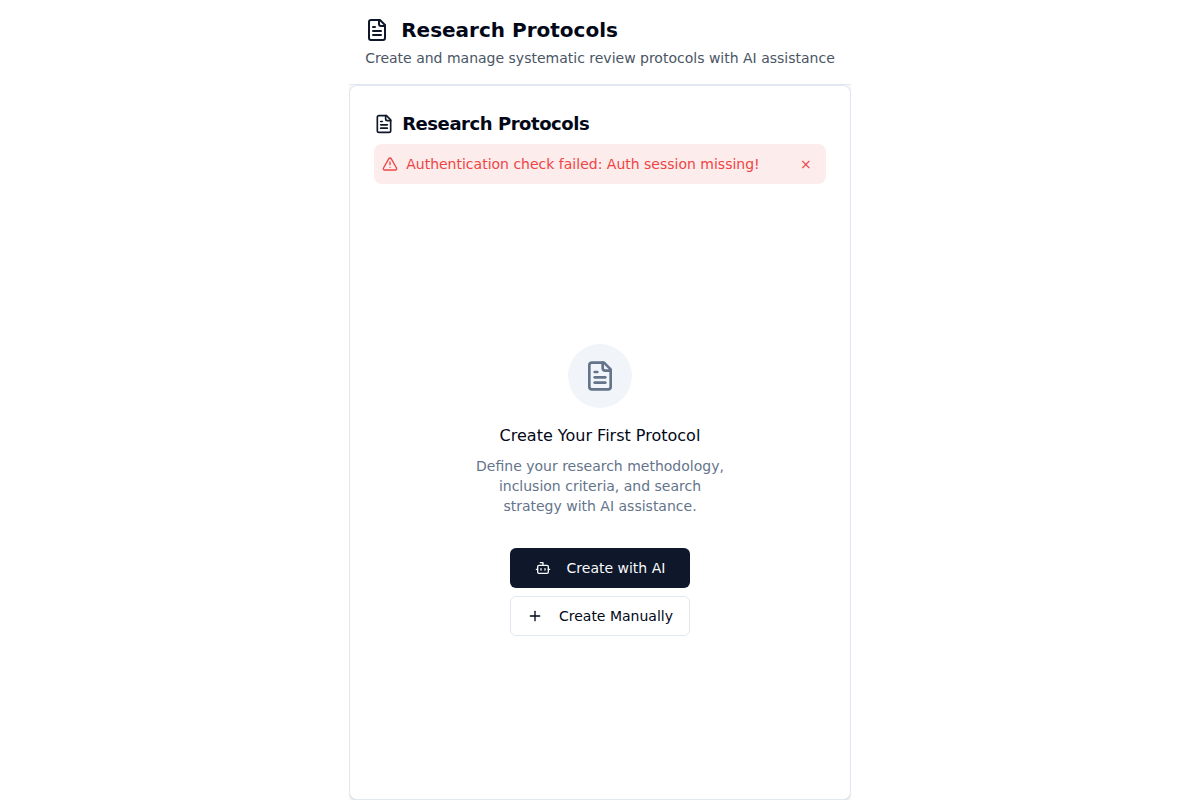 Research Protocols
Create and manage systematic review protocols with AI assistance
Research Protocols
Authentication check failed: Auth session missing!
Create Your First Protocol
Define your research methodology,
inclusion criteria, and search
strategy with AI assistance.
Create with AI
Create Manually